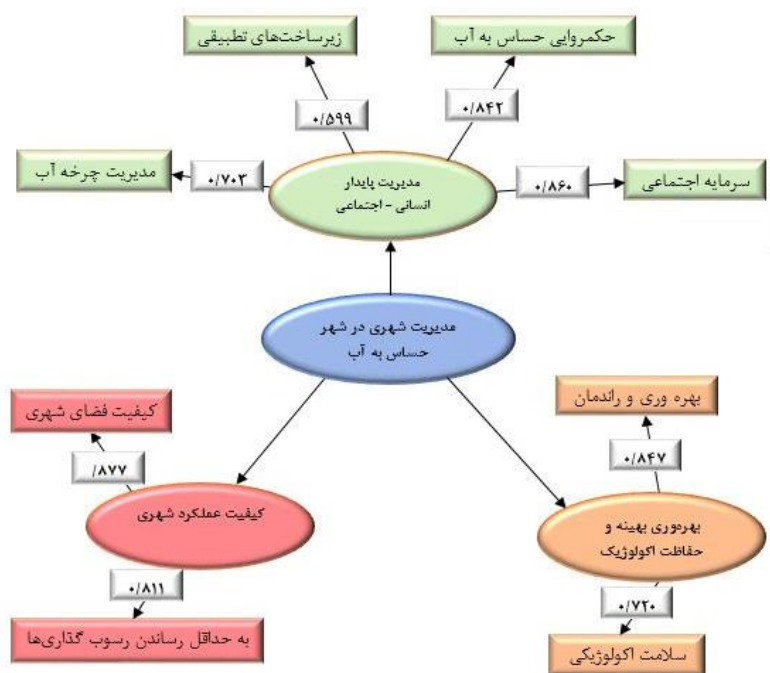 زیرساخت‌های تطبیقی
حکمروایی حساس به آب
۰/۵۹۹
۰/۸۴۲
مدیریت چرخه آب
۰/۷۰۳
مدیریت پایدار
انسانی - اجتماعی
۰/۸۶۰
سرمایه اجتماعی
مدیریت شهری در شهر
حساس به آب
کیفیت فضای شهری
۰/۸۷۷
بهره وری و راندمان
۰/۸۴۷
کیفیت عملکرد شهری
بهره‌وری بهینه و
حفاظت اکولوژیک
۰/۸۱۱
۰/۷۲۰
به حداقل رساندن رسوب گذاری‌ها
سلامت اکولوژیکی